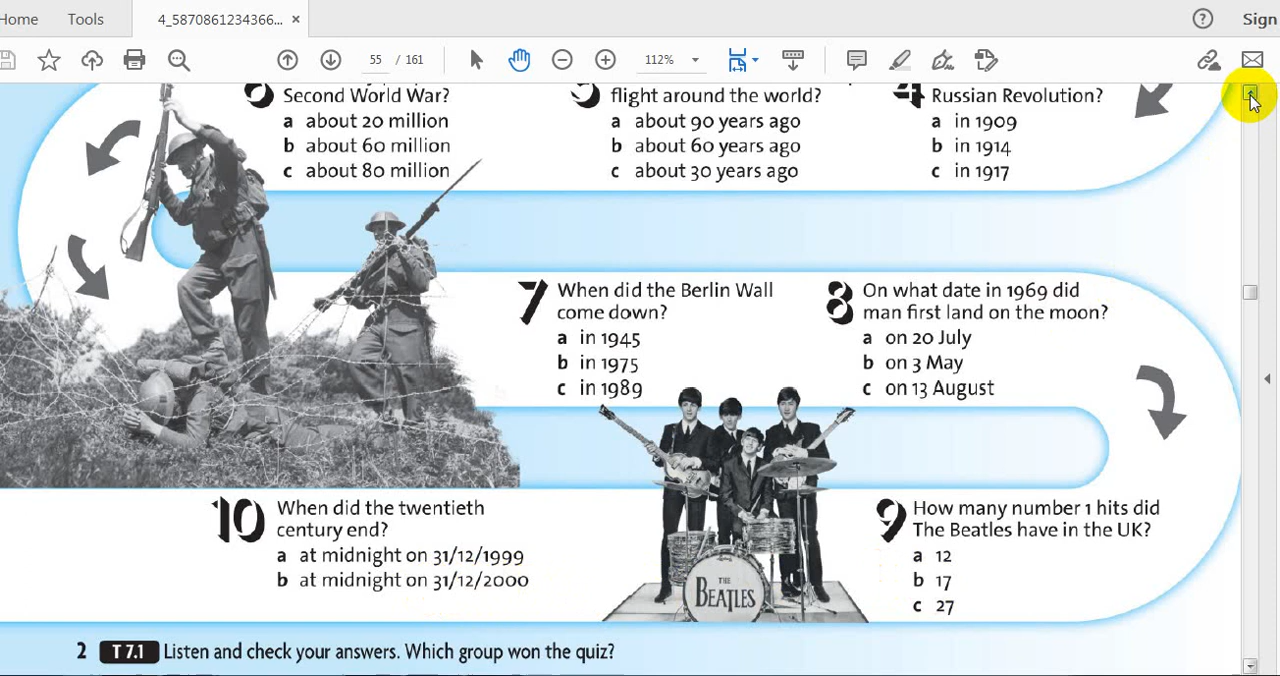 Home Tools 4_5870861234366... × Sign
55 / 161 112%
6 Second World War?
a about 20 million
b about 60 million
c about 80 million
5 flight around the world?
a about 90 years ago
b about 60 years ago
c about 30 years ago
4 Russian Revolution?
a in 1909
b in 1914
c in 1917
7 When did the Berlin Wall
come down?
a in 1945
b in 1975
c in 1989
8 On what date in 1969 did
man first land on the moon?
a on 20 July
b on 3 May
c on 13 August
10 When did the twentieth
century end?
a at midnight on 31/12/1999
b at midnight on 31/12/2000
THE
BEATLES
9 How many number 1 hits did
The Beatles have in the UK?
a 12
b 17
c 27
2 T 7.1 Listen and check your answers. Which group won the quiz?